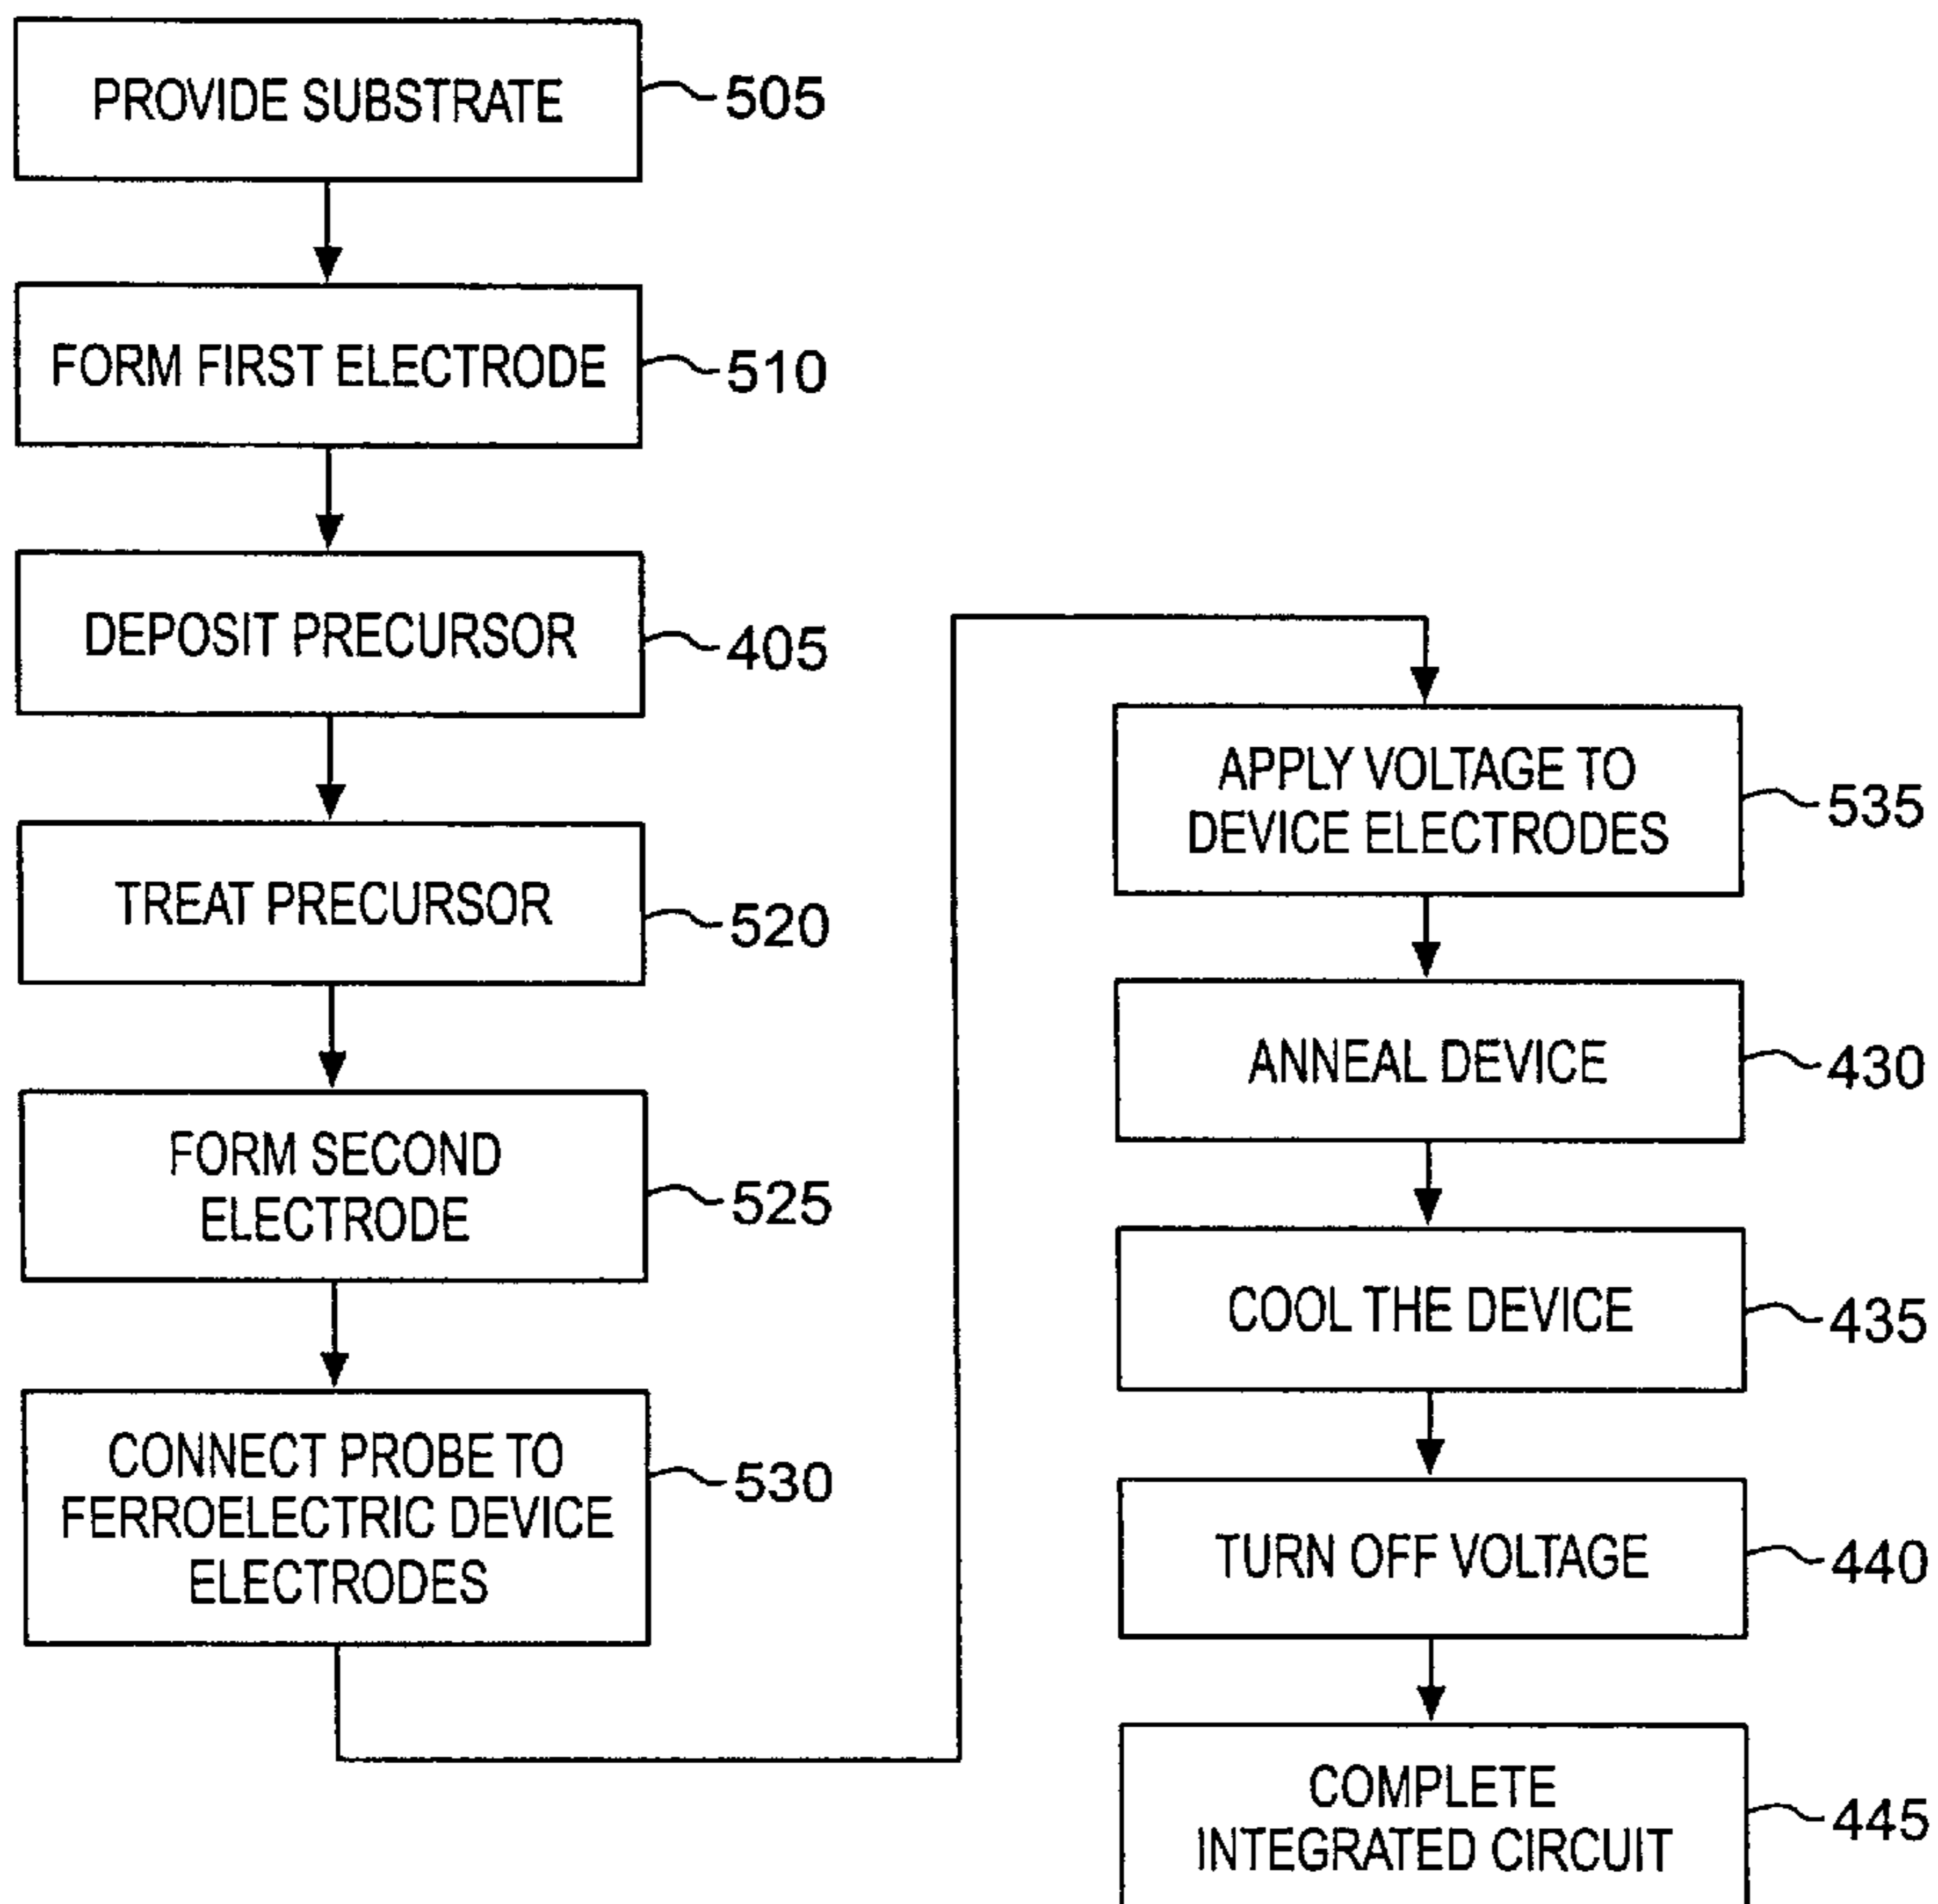 PROVIDE SUBSTRATE
505
FORM FIRST ELECTRODE
510
DEPOSIT PRECURSOR
405
TREAT PRECURSOR
520
FORM SECOND
ELECTRODE
525
CONNECT PROBE TO
FERROELECTRIC DEVICE
ELECTRODES
530
APPLY VOLTAGE TO
DEVICE ELECTRODES
535
ANNEAL DEVICE
430
COOL THE DEVICE
435
TURN OFF VOLTAGE
440
COMPLETE
INTEGRATED CIRCUIT
445